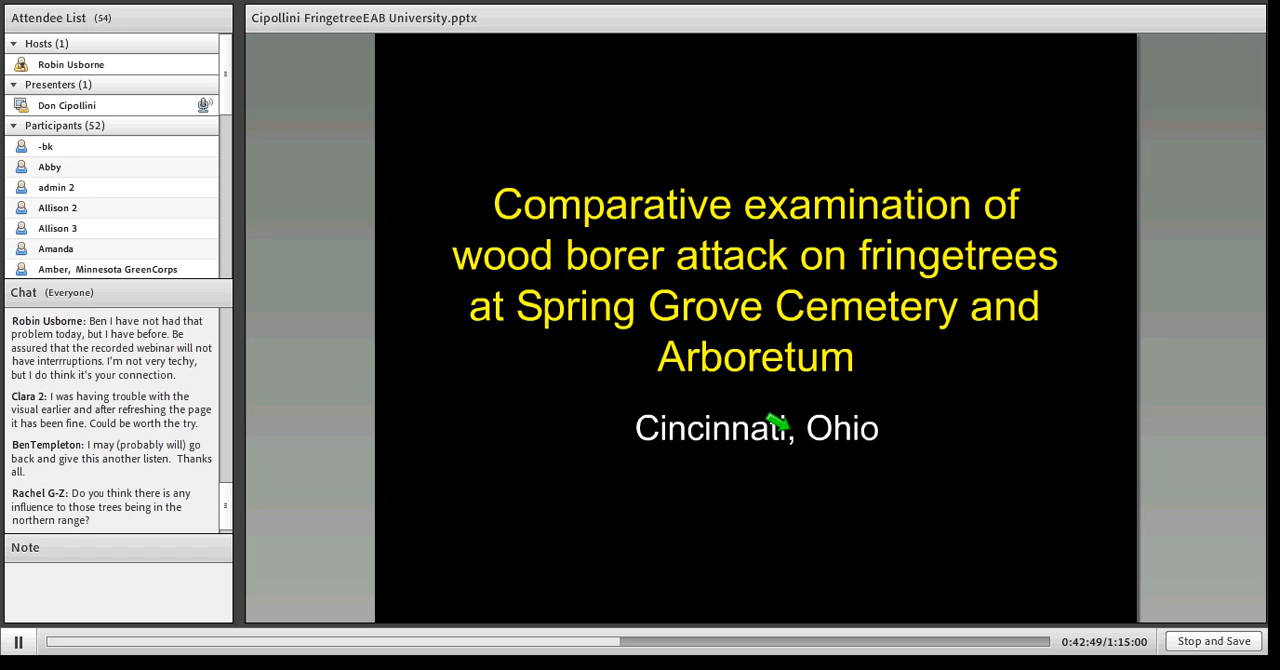 Attendee List (54)
Hosts (1)
Robin Usborne
Presenters (1)
Don Cipollini
Participants (52)
-bk
Abby
admin 2
Allison 2
Allison 3
Amanda
Amber, Minnesota GreenCorps
Chat (Everyone)
Robin Usborne: Ben I have not had that
problem today, but I have before. Be
assured that the recorded webinar will not
have interrruptions. I'm not very techy,
but I do think it's your connection.
Clara 2: I was having trouble with the
visual earlier and after refreshing the page
it has been fine. Could be worth the try.
BenTempleton: I may (probably will) go
back and give this another listen. Thanks
all.
Rachel G-Z: Do you think there is any
influence to those trees being in the
northern range?
Note
Cipollini FringetreeEAB University.pptx
Comparative examination of
wood borer attack on fringetrees
at Spring Grove Cemetery and
Arboretum
Cincinnati, Ohio
0:42:49/1:15:00
Stop and Save